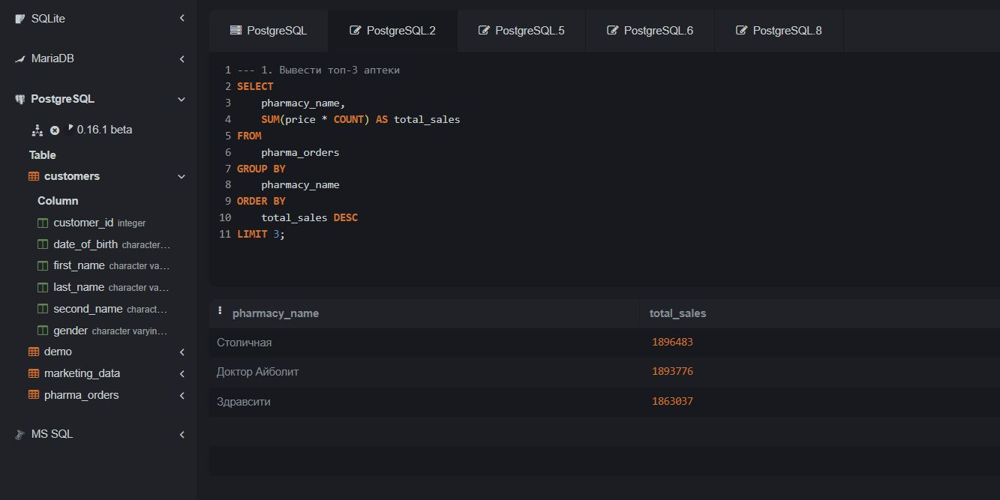 SQLite
MariaDB
PostgreSQL
0.16.1 beta
Table
customers
Column
customer_id integer
date_of_birth character…
first_name character va…
last_name character va…
second_name charact…
gender character varyin…
demo
marketing_data
pharma_orders
MS SQL
PostgreSQL PostgreSQL.2 PostgreSQL.5 PostgreSQL.6 PostgreSQL.8
1 --- 1. Вывести топ-3 аптеки
2 SELECT
3 pharmacy_name,
4 SUM(price * COUNT) AS total_sales
5 FROM
6 pharma_orders
7 GROUP BY
8 pharmacy_name
9 ORDER BY
10 total_sales DESC
11 LIMIT 3;
pharmacy_name total_sales
Столичная 1896483
Доктор Айболит 1893776
Здравсити 1863037